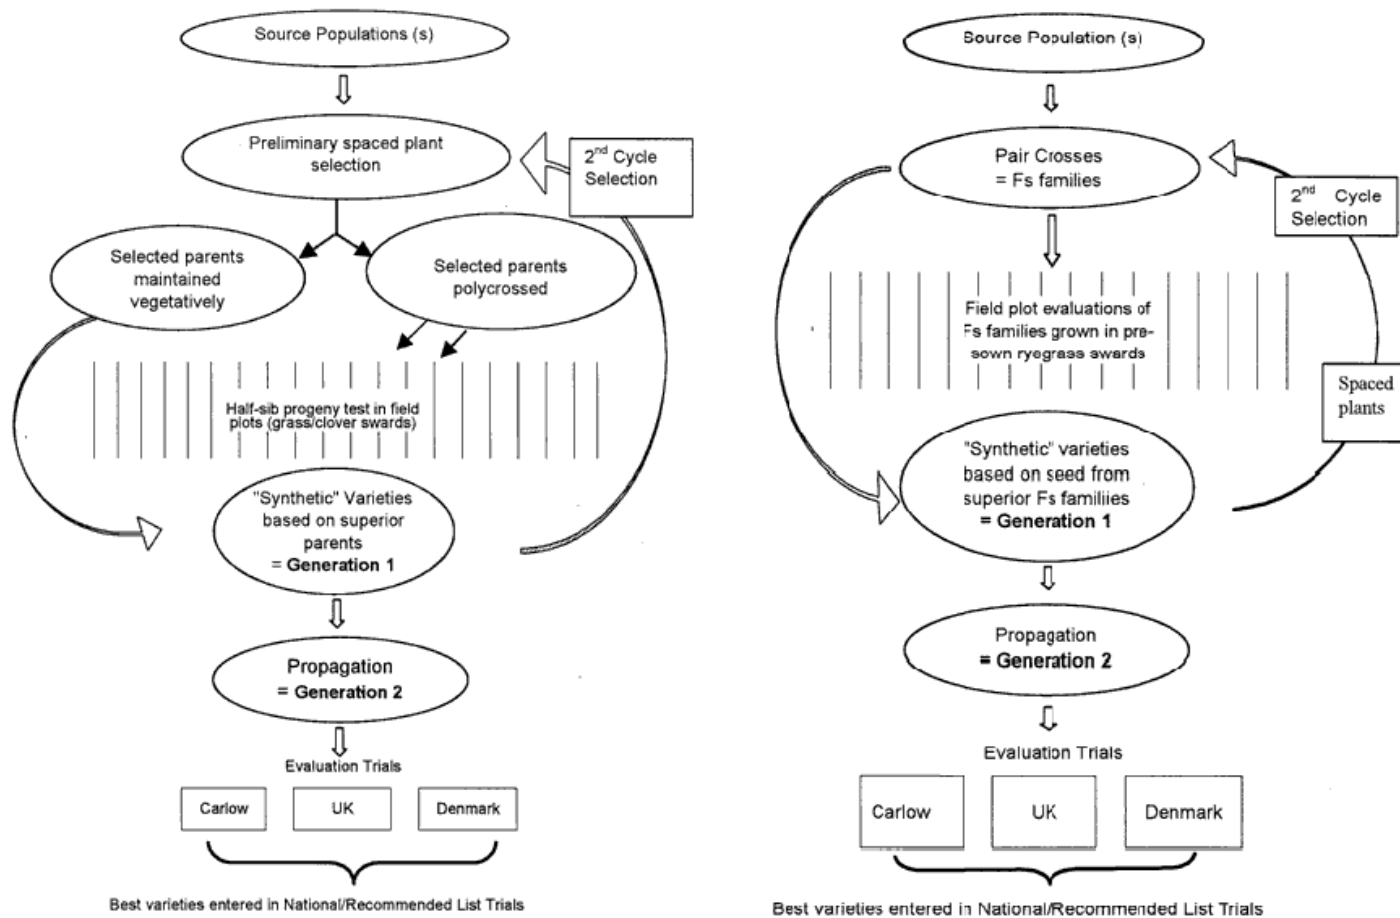 Source Populations (s)
Preliminary spaced plant
selection
2nd Cycle
Selection
Selected parents
maintained
vegetatively
Selected parents
polycrossed
Half-sib progeny test in field
plots (grass/clover swards)
"Synthetic" Varieties
based on superior
parents
= Generation 1
Propagation
= Generation 2
Evaluation Trials
Carlow
UK
Denmark
Best varieties entered in National/Recommended List Trials
Source Population (s)
Pair Crosses
= Fs families
2nd Cycle
Selection
Field plot evaluations of
Fs families grown in pre-
sown ryegrass awards
Spaced
plants
"Synthetic" varieties
based on seed from
superior Fs familiies
= Generation 1
Propagation
= Generation 2
Evaluation Trials
Carlow
UK
Denmark
Best varieties entered in National/Recommended List Trials